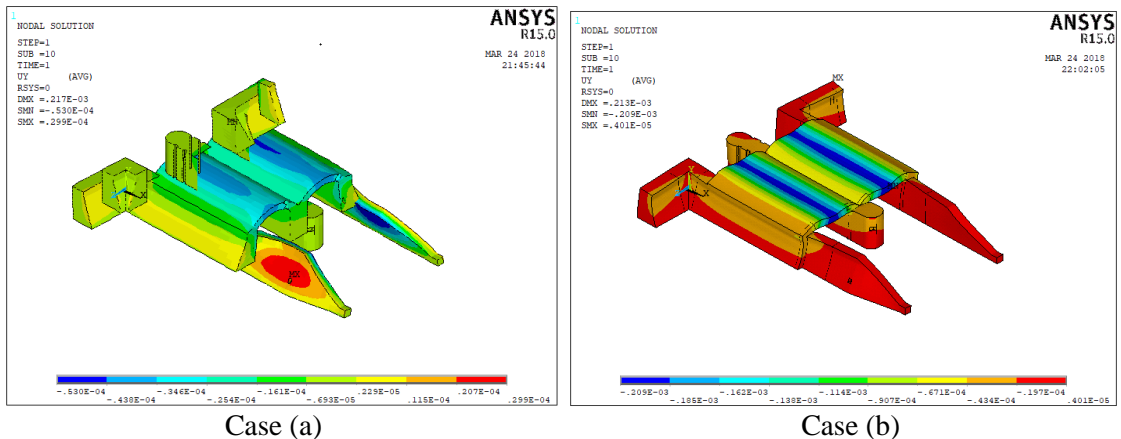 1
NODAL SOLUTION
STEP=1
SUB =10
TIME=1
UY (AVG)
RSYS=0
DMX =.217E-03
SMN =-.530E-04
SMX =.299E-04
ANSYS
R15.0
MAR 24 2018
21:45:44
MN
X
MX
-.530E-04 -.346E-04 -.161E-04 .229E-05 .207E-04
-.438E-04 -.254E-04 -.693E-05 .115E-04 .299E-04
Case (a)
1
NODAL SOLUTION
STEP=1
SUB =10
TIME=1
UY (AVG)
RSYS=0
DMX =.213E-03
SMN =-.209E-03
SMX =.401E-05
ANSYS
R15.0
MAR 24 2018
22:02:05
MX
Y
X
-.209E-03 -.162E-03 -.114E-03 -.671E-04 -.197E-04
-.185E-03 -.138E-03 -.907E-04 -.434E-04 .401E-05
Case (b)